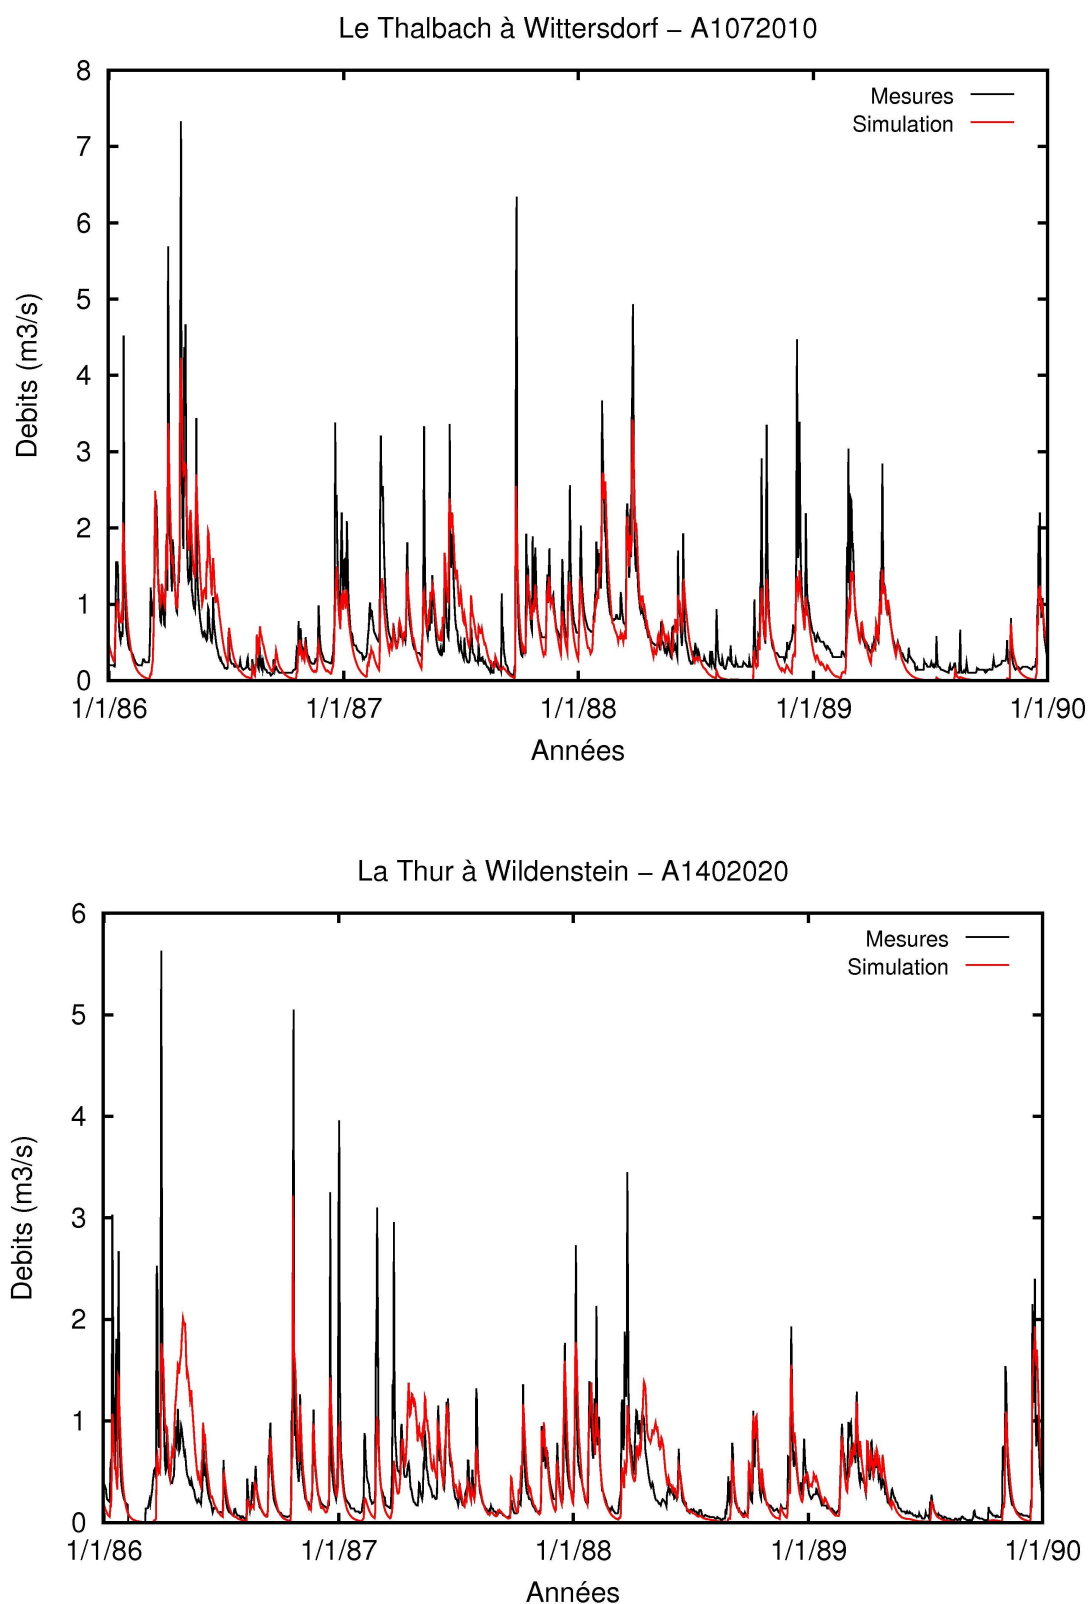 Le Thalbach à Wittersdorf – A1072010
8
7
6
5
4
3
2
1
0
Debits (m3/s)
Mesures
Simulation
1/1/86 1/1/87 1/1/88 1/1/89 1/1/90
Années
La Thur à Wildenstein – A1402020
6
5
4
3
2
1
0
Debits (m3/s)
Mesures
Simulation
1/1/86 1/1/87 1/1/88 1/1/89 1/1/90
Années